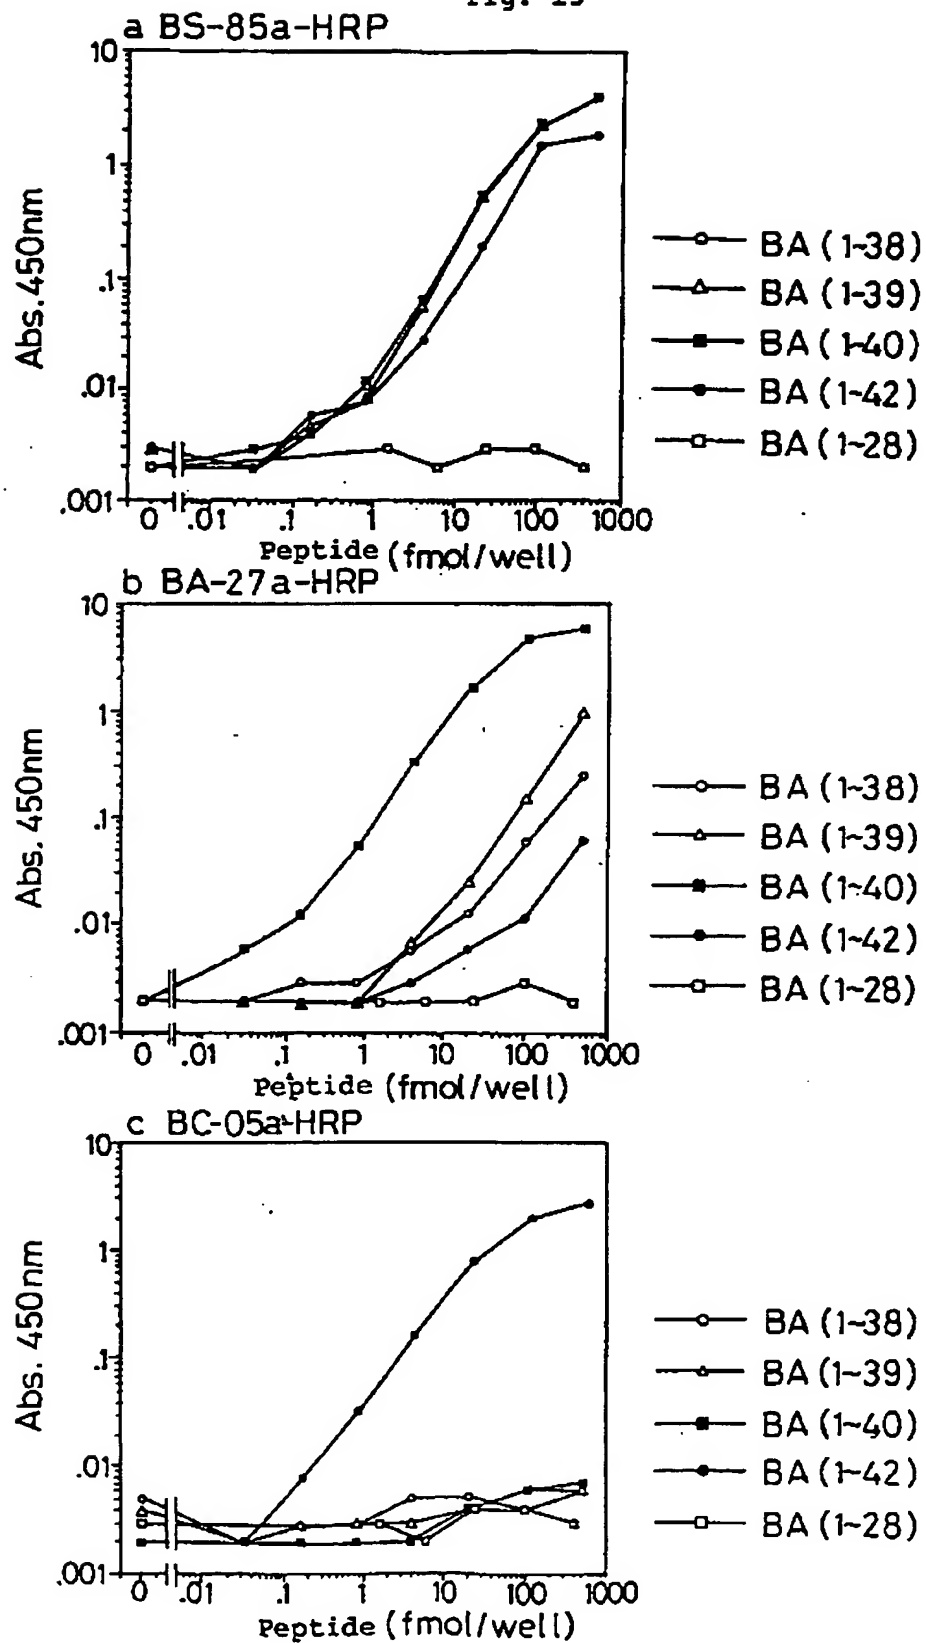 a BS-85a-HRP
10
1
.1
.01
.001
Abs. 450nm
0 .01 .1 1 10 100 1000
Peptide (fmol/well)
BA (1~38)
BA (1~39)
BA (1~40)
BA (1~42)
BA (1~28)
b BA-27a-HRP
10
1
.1
.01
.001
Abs. 450nm
0 .01 .1 1 10 100 1000
Peptide (fmol/well)
BA (1~38)
BA (1~39)
BA (1~40)
BA (1~42)
BA (1~28)
c BC-05a-HRP
10
1
.1
.01
.001
Abs. 450nm
0 .01 .1 1 10 100 1000
Peptide (fmol/well)
BA (1~38)
BA (1~39)
BA (1~40)
BA (1~42)
BA (1~28)